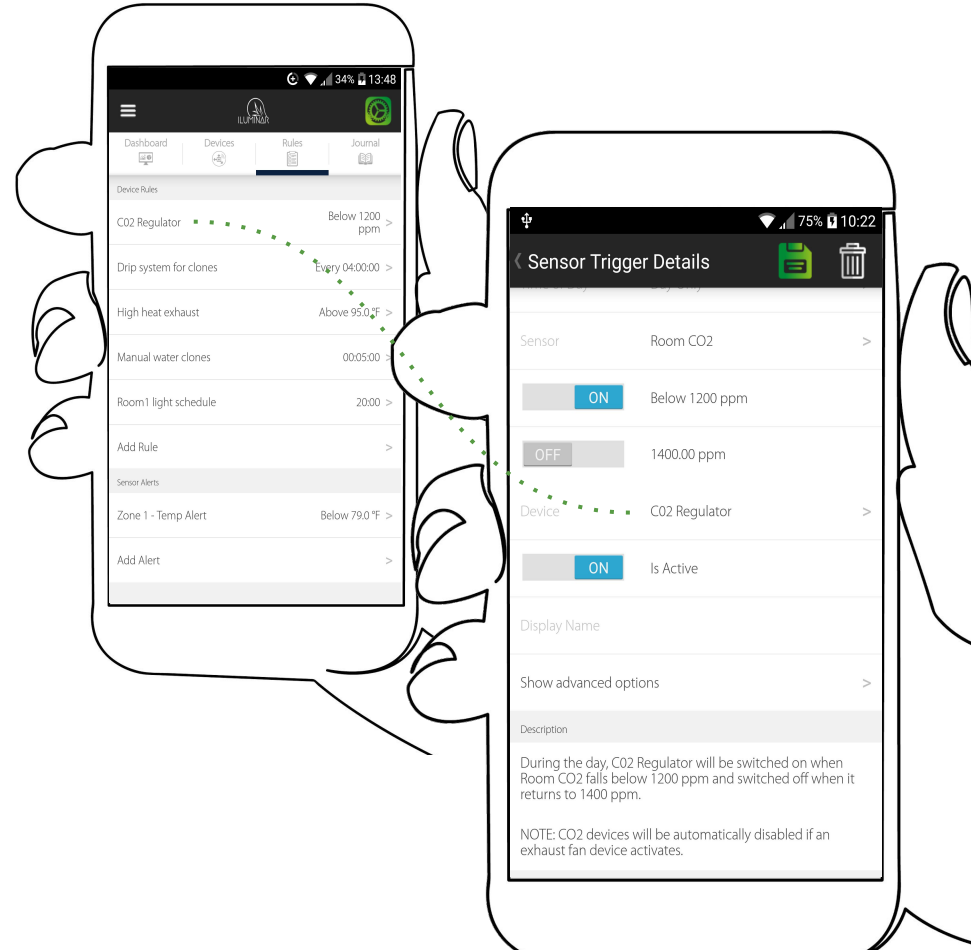 34% 13:48
ILUMINAR
Dashboard Devices Rules Journal
Device Rules
C02 Regulator Below 1200 ppm >
Drip system for clones Every 04:00:00 >
High heat exhaust Above 95.0 °F >
Manual water clones 00:05:00 >
Room1 light schedule 20:00 >
Add Rule >
Sensor Alerts
Zone 1 - Temp Alert Below 79.0 °F >
Add Alert >
75% 10:22
Sensor Trigger Details
Sensor Room CO2 >
ON Below 1200 ppm
OFF 1400.00 ppm
Device C02 Regulator >
ON Is Active
Display Name
Show advanced options >
Description
During the day, C02 Regulator will be switched on when
Room CO2 falls below 1200 ppm and switched off when it
returns to 1400 ppm.
NOTE: CO2 devices will be automatically disabled if an
exhaust fan device activates.